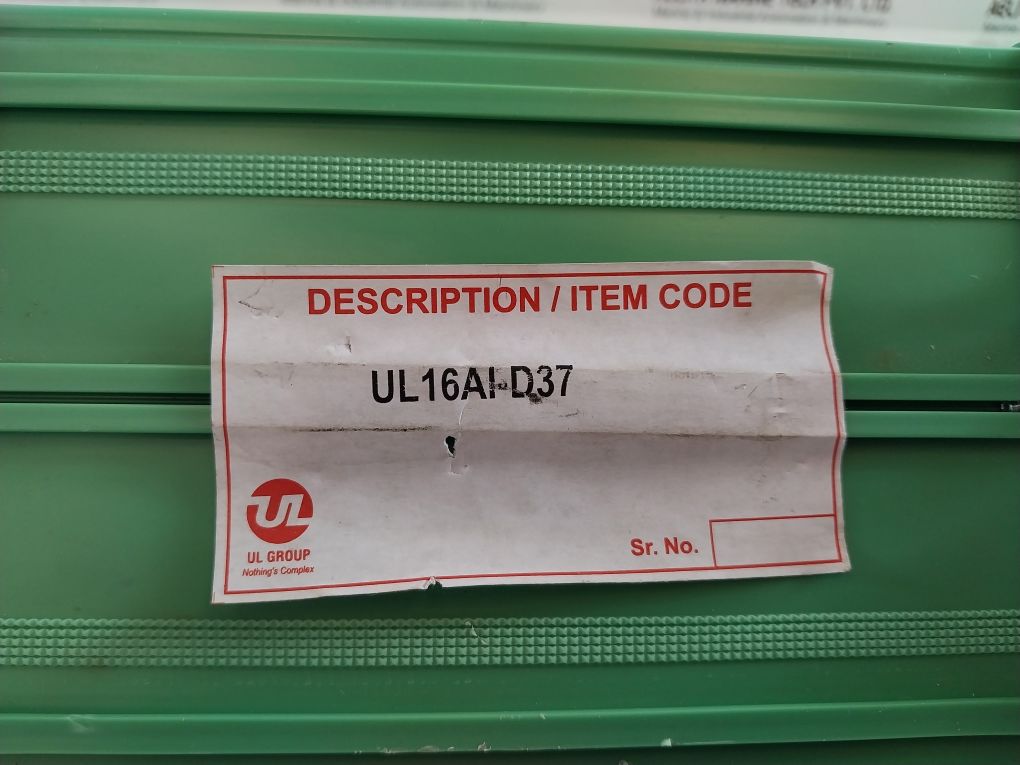 DESCRIPTION / ITEM CODE
UL16AI-D37
UL
UL GROUP
Nothing's Complex
Sr. No.